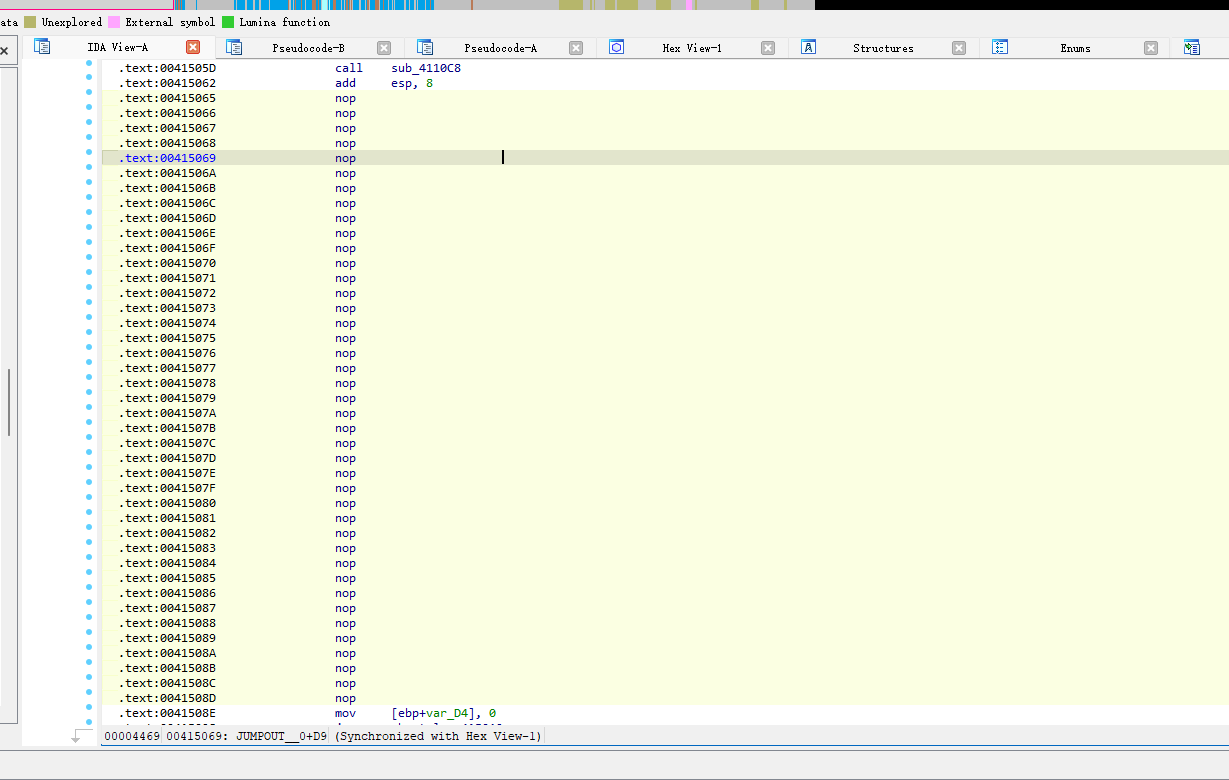 ata Unexplored External symbol Lumina function
IDA View-A Pseudocode-B Pseudocode-A Hex View-1 Structures Enums
.text:0041505D call sub_4110C8
.text:00415062 add esp, 8
.text:00415065 nop
.text:00415066 nop
.text:00415067 nop
.text:00415068 nop
.text:00415069 nop
.text:0041506A nop
.text:0041506B nop
.text:0041506C nop
.text:0041506D nop
.text:0041506E nop
.text:0041506F nop
.text:00415070 nop
.text:00415071 nop
.text:00415072 nop
.text:00415073 nop
.text:00415074 nop
.text:00415075 nop
.text:00415076 nop
.text:00415077 nop
.text:00415078 nop
.text:00415079 nop
.text:0041507A nop
.text:0041507B nop
.text:0041507C nop
.text:0041507D nop
.text:0041507E nop
.text:0041507F nop
.text:00415080 nop
.text:00415081 nop
.text:00415082 nop
.text:00415083 nop
.text:00415084 nop
.text:00415085 nop
.text:00415086 nop
.text:00415087 nop
.text:00415088 nop
.text:00415089 nop
.text:0041508A nop
.text:0041508B nop
.text:0041508C nop
.text:0041508D nop
.text:0041508E mov [ebp+var_D4], 0
00004469 00415069: JUMPOUT__0+D9 (Synchronized with Hex View-1)